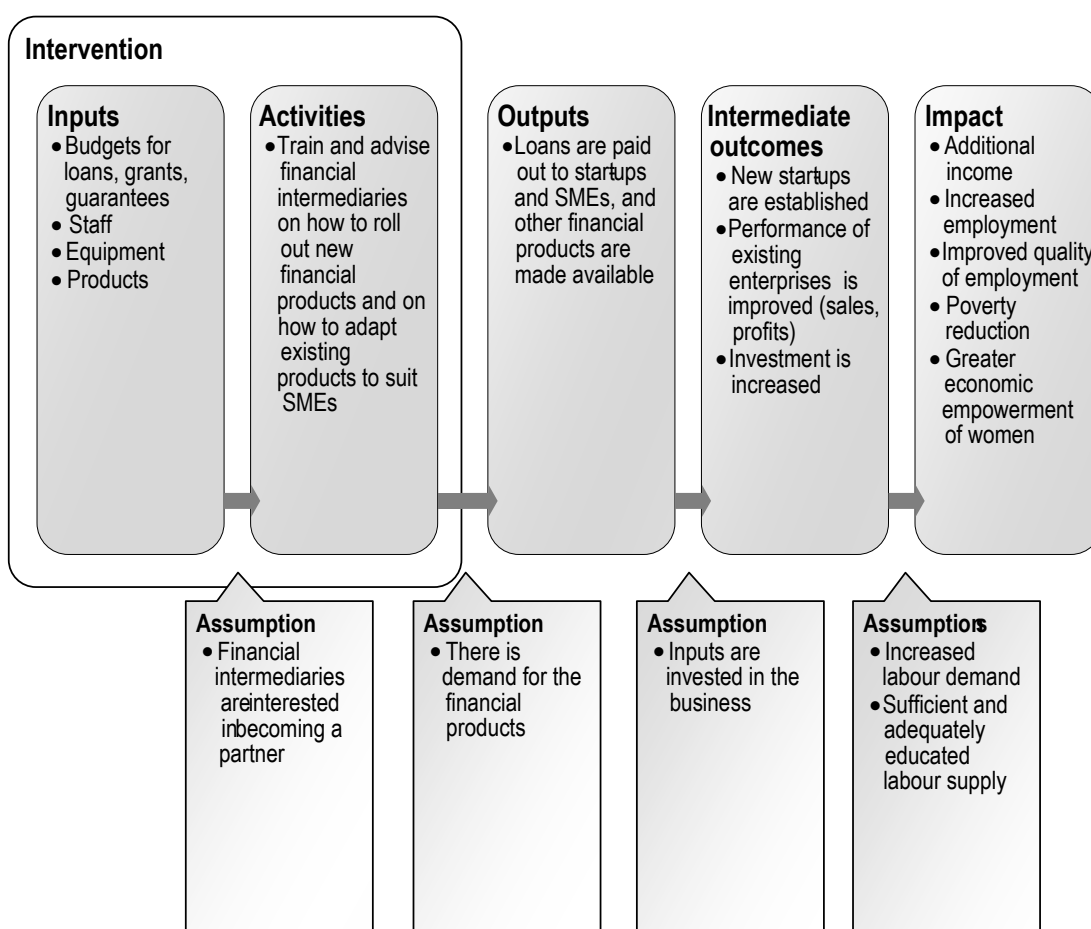 Intervention
Inputs
• Budgets for
loans, grants,
guarantees
• Staff
• Equipment
• Products
Activities
• Train and advise
financial
intermediaries
on how to roll
out new
financial
products and on
how to adapt
existing
products to suit
SMEs
Outputs
• Loans are paid
out to startups
and SMEs, and
other financial
products are
made available
Intermediate
outcomes
• New startups
are established
• Performance of
existing
enterprises is
improved (sales,
profits)
• Investment is
increased
Impact
• Additional
income
• Increased
employment
• Improved quality
of employment
• Poverty
reduction
• Greater
economic
empowerment
of women
Assumption
• Financial
intermediaries
areinterested
inbecoming a
partner
Assumption
• There is
demand for the
financial
products
Assumption
• Inputs are
invested in the
business
Assumptions
• Increased
labour demand
• Sufficient and
adequately
educated
labour supply